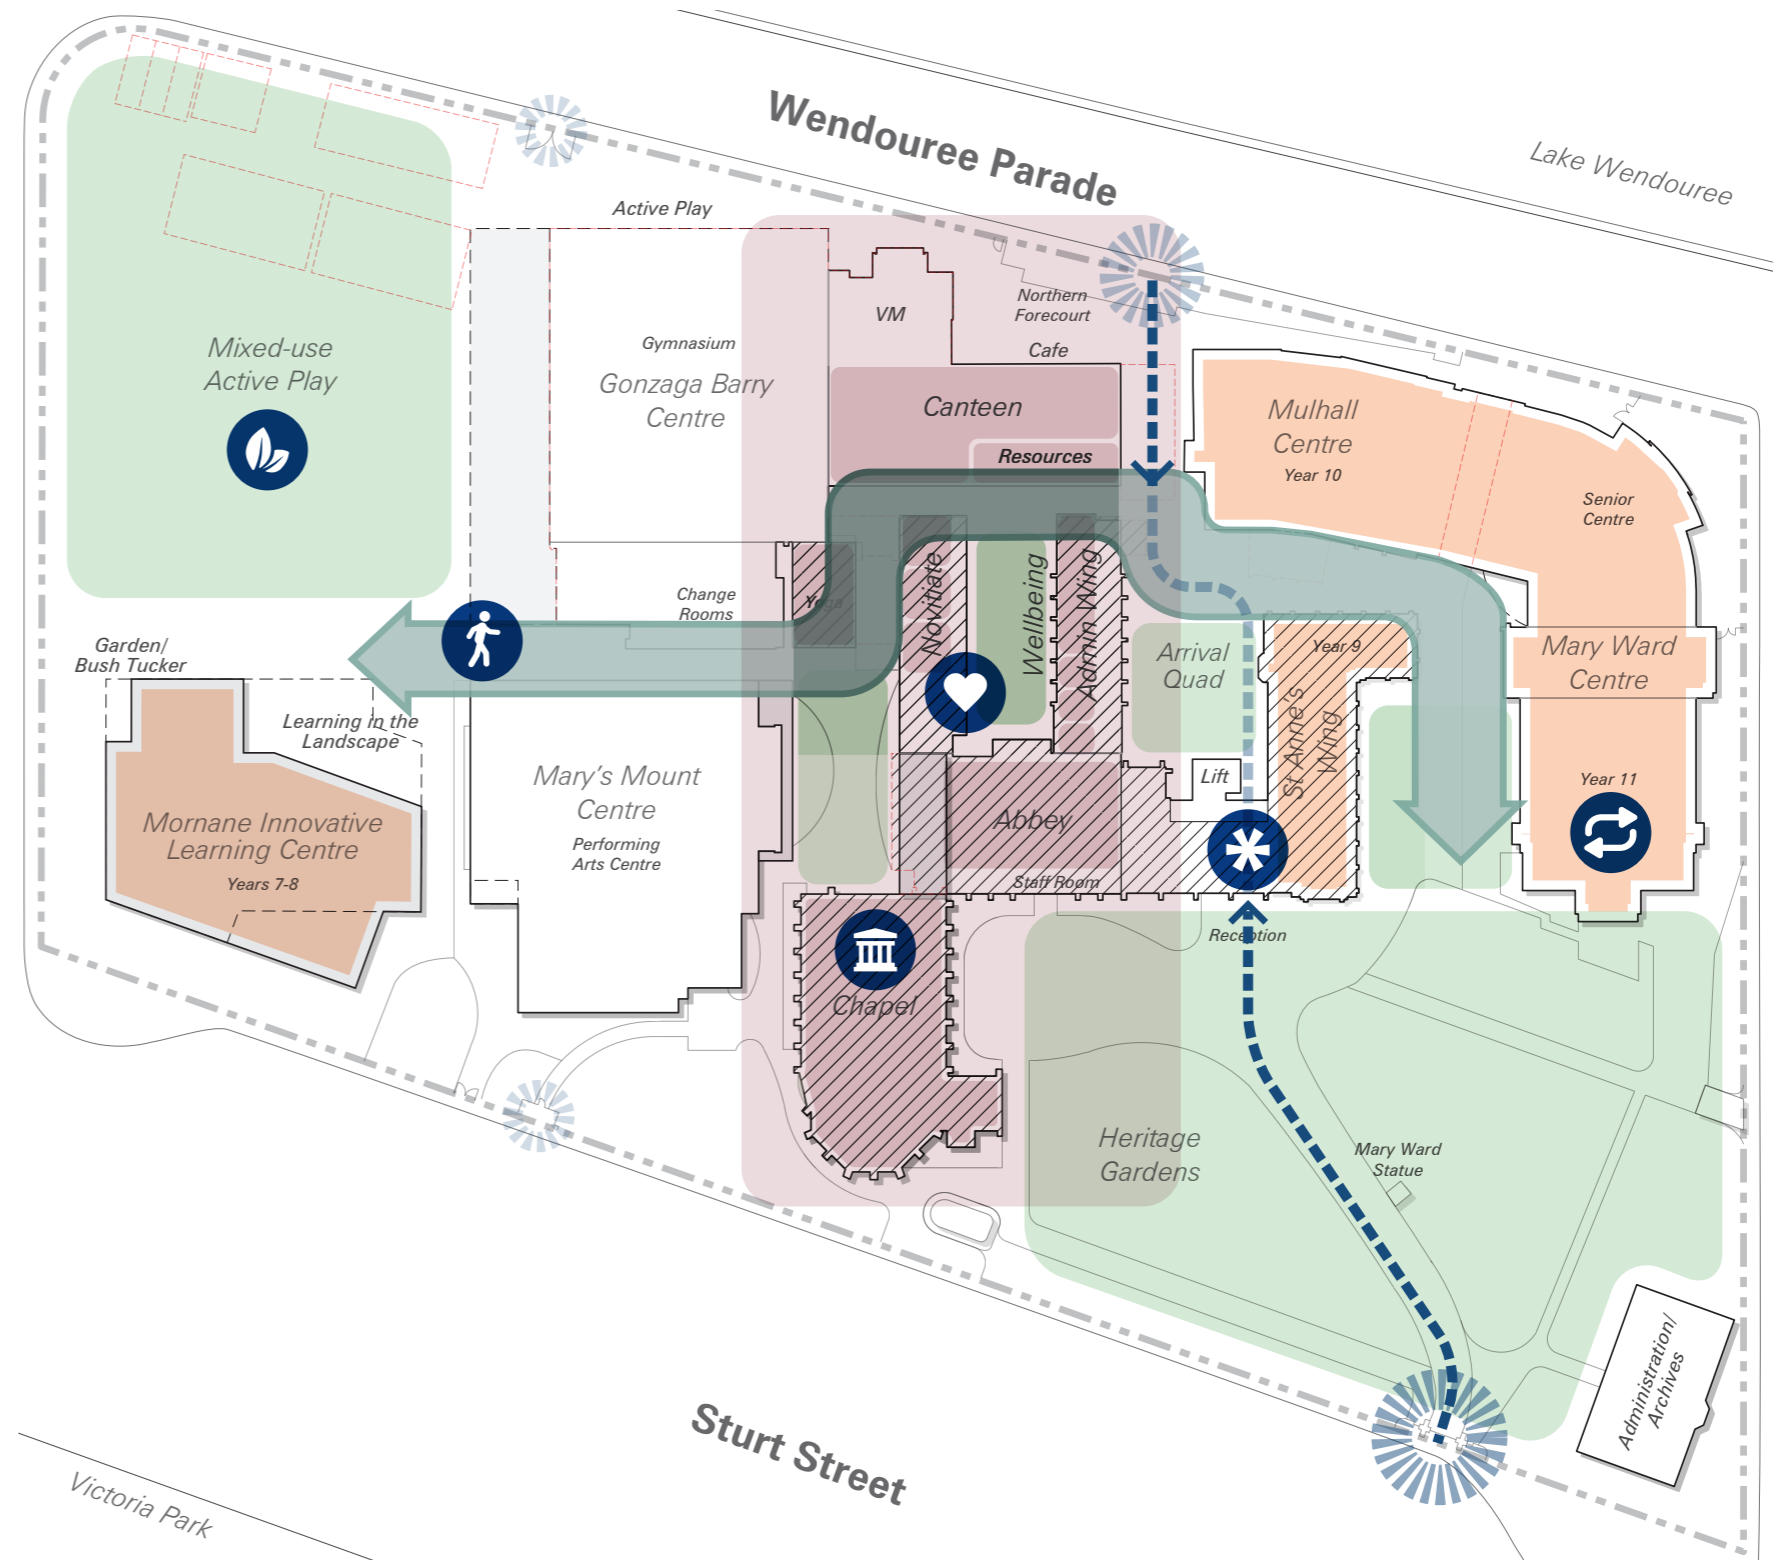 Wendouree Parade
Lake Wendouree
Active Play
Northern
Forecourt
VM
Gymnasium
Cafe
Mixed-use
Active Play
Gonzaga Barry
Centre
Canteen
Resources
Mulhall
Centre
Year 10
Senior
Centre
Change
Rooms
Yoga
Novitiate
Wellbeing
Admin Wing
Arrival
Quad
Year 9
St Anne's
Wing
Mary Ward
Centre
Garden/
Bush Tucker
Learning in the
Landscape
Mary's Mount
Centre
Performing
Arts Centre
Lift
Year 11
Mornane Innovative
Learning Centre
Years 7-8
Abbey
Staff Room
Reception
Chapel
Heritage
Gardens
Mary Ward
Statue
Administration/
Archives
Sturt Street
Victoria Park